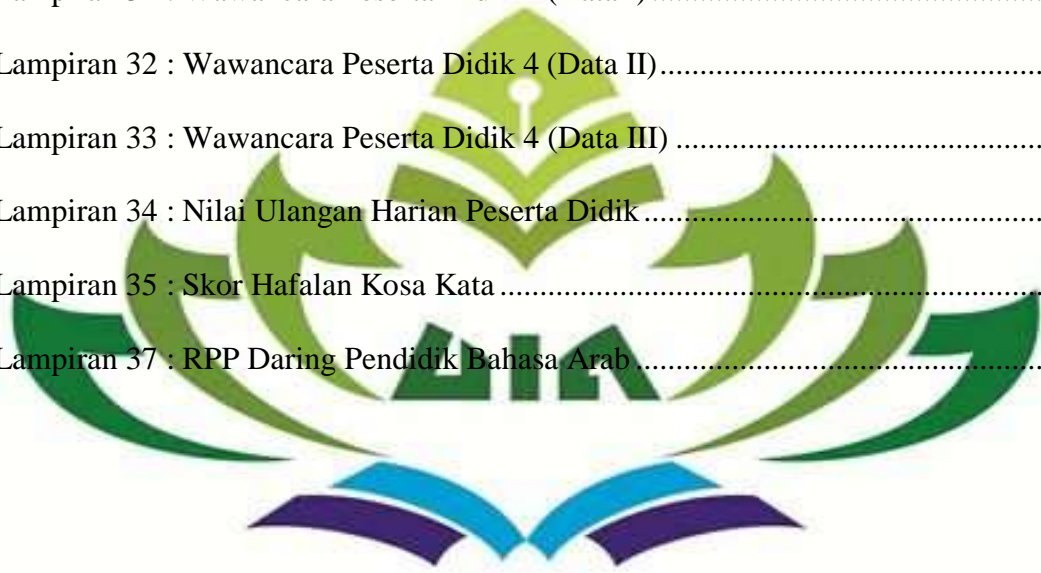 Lampiran 32 : Wawancara Peserta Didik 4 (Data II)
Lampiran 33 : Wawancara Peserta Didik 4 (Data III)
Lampiran 34 : Nilai Ulangan Harian Peserta Didik
Lampiran 35 : Skor Hafalan Kosa Kata
Lampiran 37 : RPP Daring Pendidik Bahasa Arab
UIN